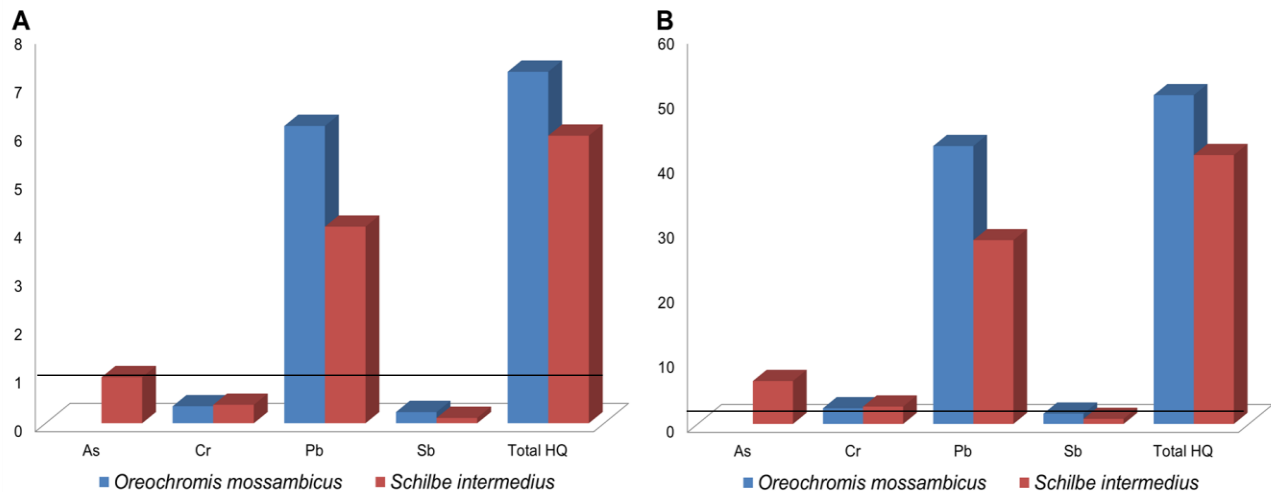 A
8
7
6
5
4
3
2
1
0
As Cr Pb Sb Total HQ
Oreochromis mossambicus Schilbe intermedius
B
60
50
40
30
20
10
0
As Cr Pb Sb Total HQ
Oreochromis mossambicus Schilbe intermedius